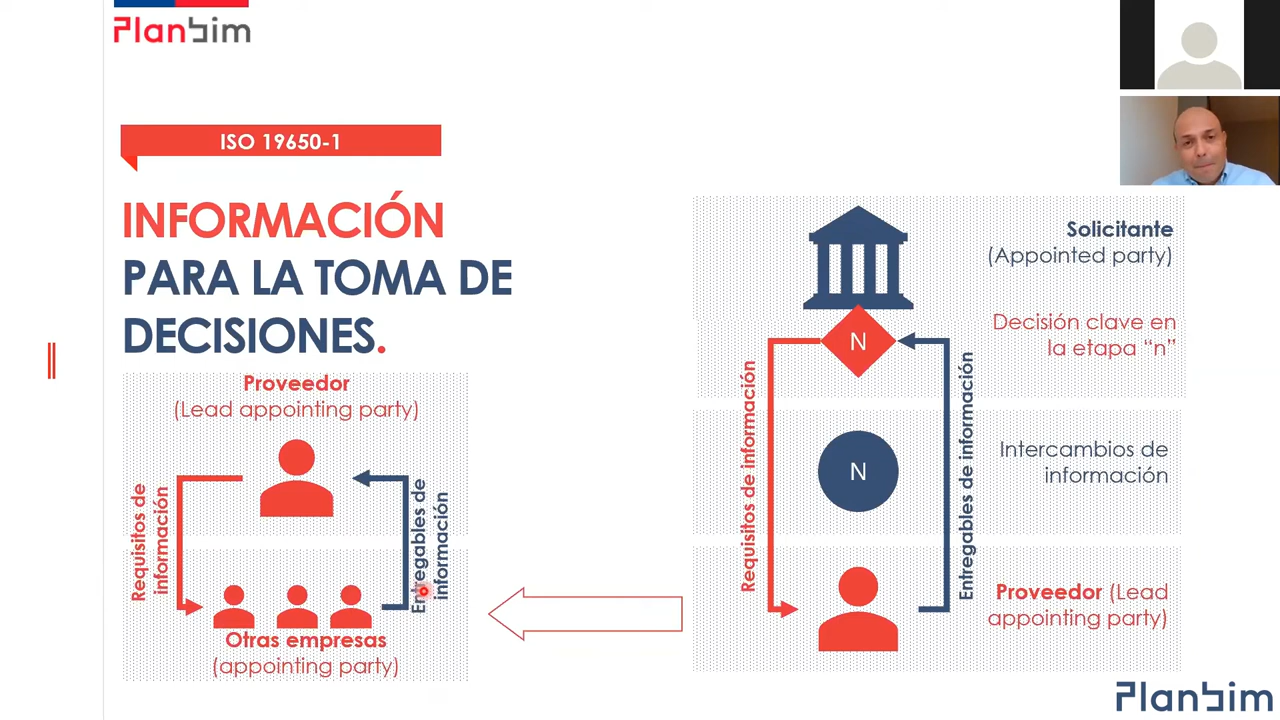 PlanBim
ISO 19650-1
INFORMACIÓN
PARA LA TOMA DE
DECISIONES.
Proveedor
(Lead appointing party)
Requisitos de
información
Entregables de
información
Otras empresas
(appointing party)
Solicitante
(Appointed party)
N
Decisión clave en
la etapa “n”
Requisitos de información
Entregables de información
N
Intercambios de
información
Proveedor (Lead
appointing party)
PlanBim